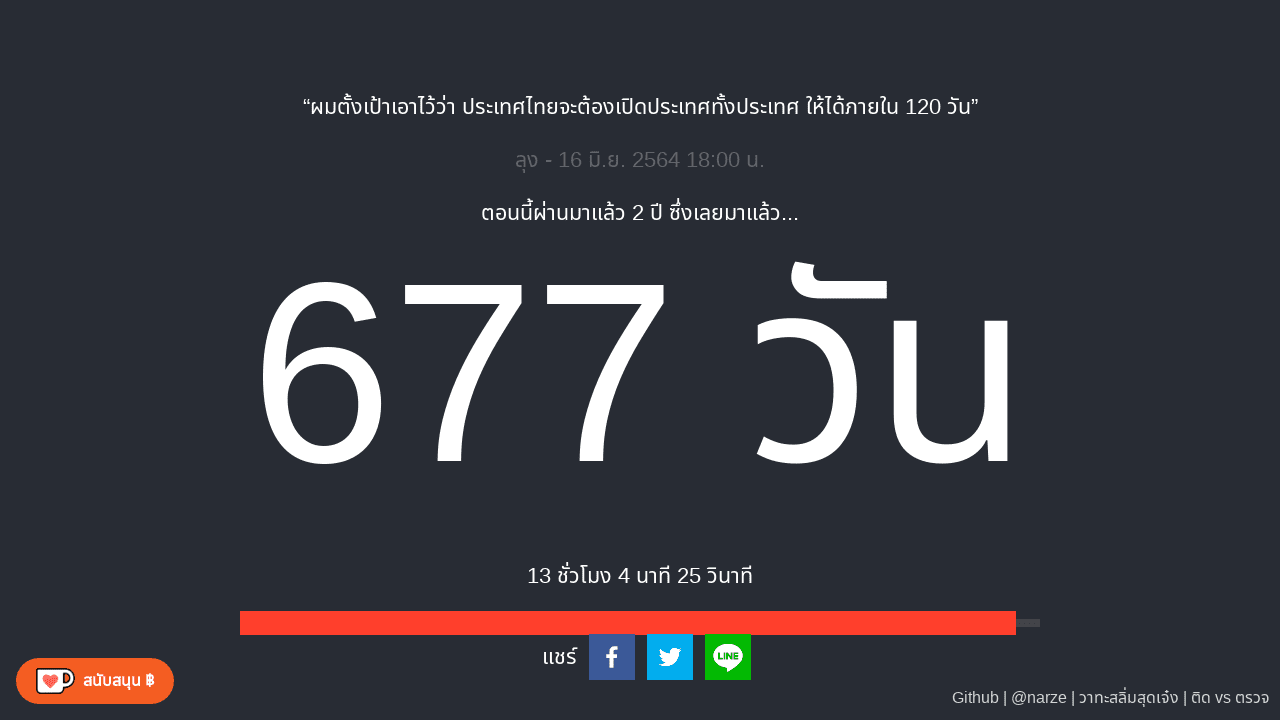 “ผมตั้งเป้าเอาไว้ว่า ประเทศไทยจะต้องเปิดประเทศทั้งประเทศ ให้ได้ภายใน 120 วัน”
ลุง - 16 มิ.ย. 2564 18:00 น.
ตอนนี้ผ่านมาแล้ว 2 ปี ซึ่งเลยมาแล้ว...
677 วัน
13 ชั่วโมง 4 นาที 25 วินาที
แชร์
LINE
สนับสนุน ฿
Github | @narze | วาทะสลิ่มสุดเจ๋ง | ติด vs ตรวจ